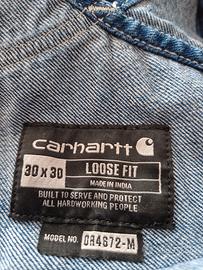 carhartt
30 x 30
LOOSE FIT
MADE IN INDIA
BUILT TO SERVE AND PROTECT
ALL HARDWORKING PEOPLE
MODEL NO. OR4672-M